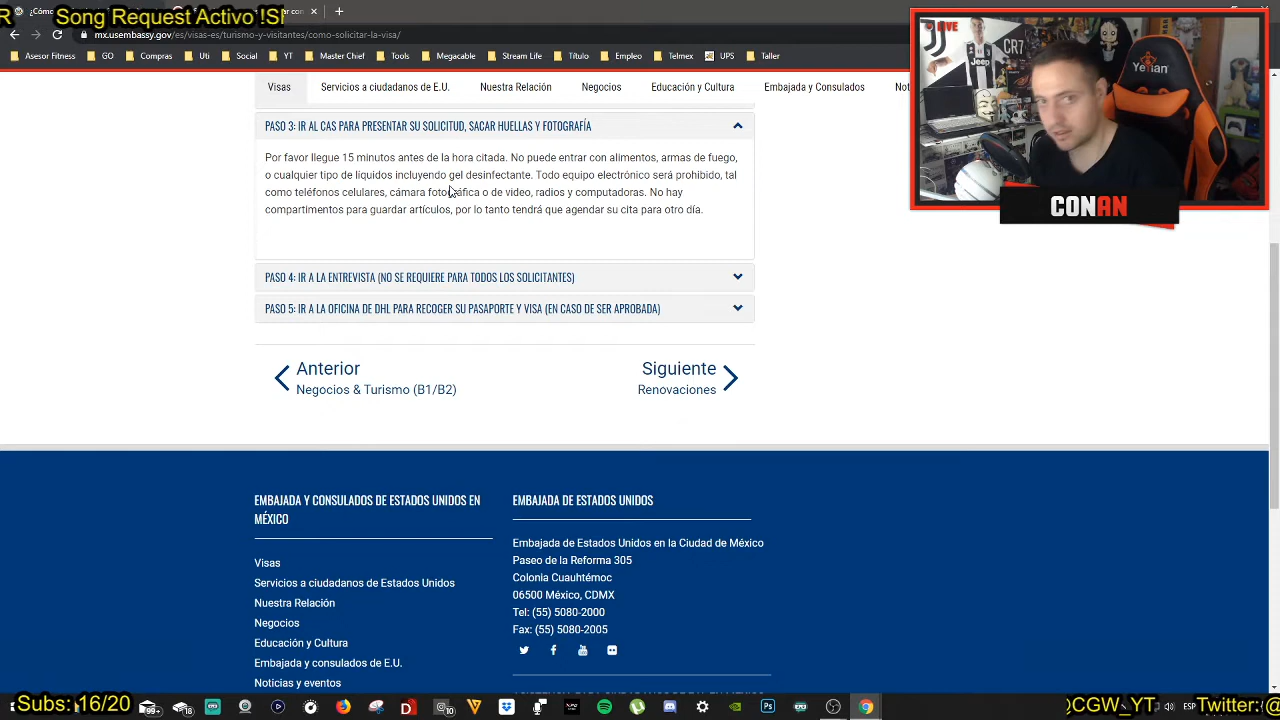 R Song Request Activo !S
¿Cómo
er con
mx.usembassy.gov/es/visas-es/turismo-y-visitantes/como-solicitar-la-visa/
Asesor Fitness GO Compras Uti Social YT Master Chef Tools Megacable Stream Life Título Empleo Telmex UPS Taller
Visas Servicios a ciudadanos de E.U. Nuestra Relación Negocios Educación y Cultura Embajada y Consulados Not
PASO 3: IR AL CAS PARA PRESENTAR SU SOLICITUD, SACAR HUELLAS Y FOTOGRAFÍA
Por favor llegue 15 minutos antes de la hora citada. No puede entrar con alimentos, armas de fuego,
o cualquier tipo de líquidos incluyendo gel desinfectante. Todo equipo electrónico será prohibido, tal
como teléfonos celulares, cámara fotográfica o de video, radios y computadoras. No hay
compartimentos para guardar artículos, por lo tanto tendrá que agendar su cita para otro día.
PASO 4: IR A LA ENTREVISTA (NO SE REQUIERE PARA TODOS LOS SOLICITANTES)
PASO 5: IR A LA OFICINA DE DHL PARA RECOGER SU PASAPORTE Y VISA (EN CASO DE SER APROBADA)
Anterior
Negocios & Turismo (B1/B2)
Siguiente
Renovaciones
EMBAJADA Y CONSULADOS DE ESTADOS UNIDOS EN
MÉXICO
Visas
Servicios a ciudadanos de Estados Unidos
Nuestra Relación
Negocios
Educación y Cultura
Embajada y consulados de E.U.
Noticias y eventos
EMBAJADA DE ESTADOS UNIDOS
Embajada de Estados Unidos en la Ciudad de México
Paseo de la Reforma 305
Colonia Cuauhtémoc
06500 México, CDMX
Tel: (55) 5080-2000
Fax: (55) 5080-2005
LIVE
CR7
Jeep
Yeyian
CONAN
Subs: 16/20
ESP
@CGW_YT Twitter: @